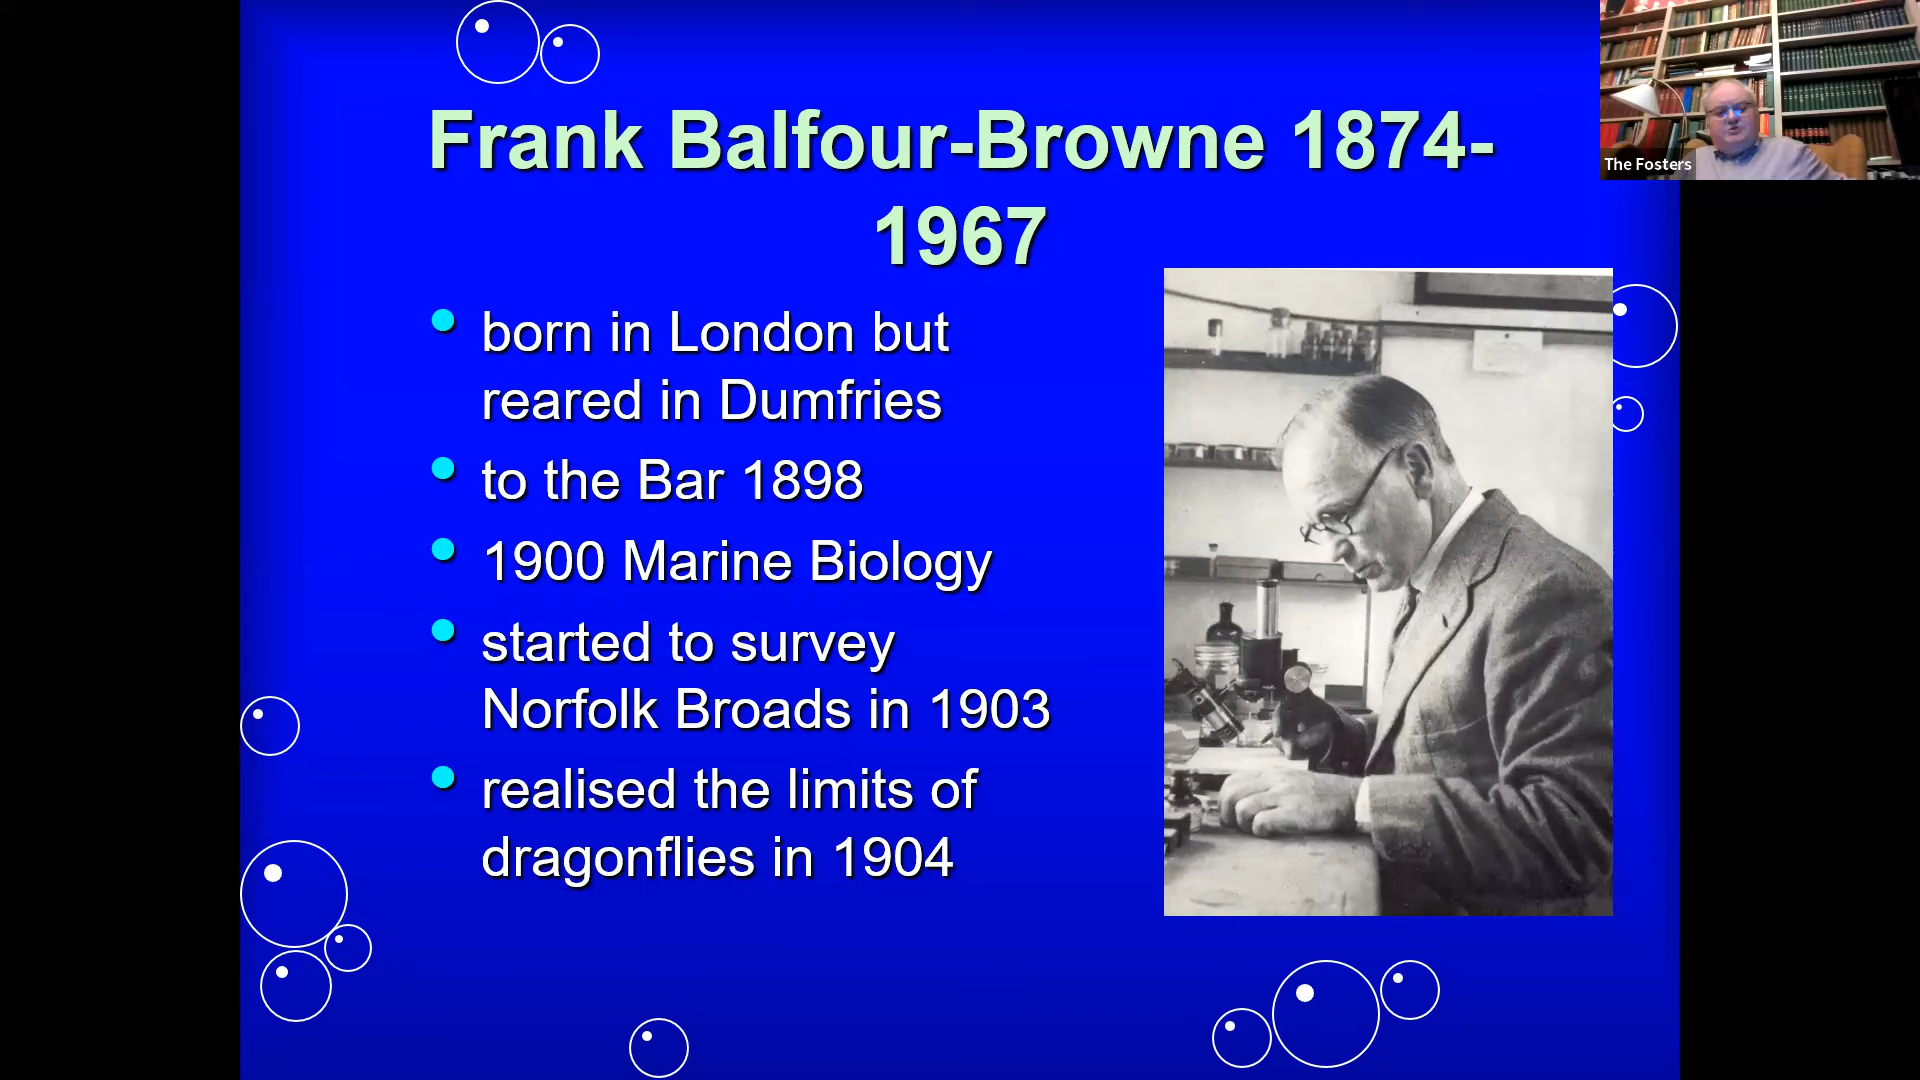 Frank Balfour-Browne 1874-
1967
born in London but
reared in Dumfries
to the Bar 1898
1900 Marine Biology
started to survey
Norfolk Broads in 1903
realised the limits of
dragonflies in 1904
The Fosters